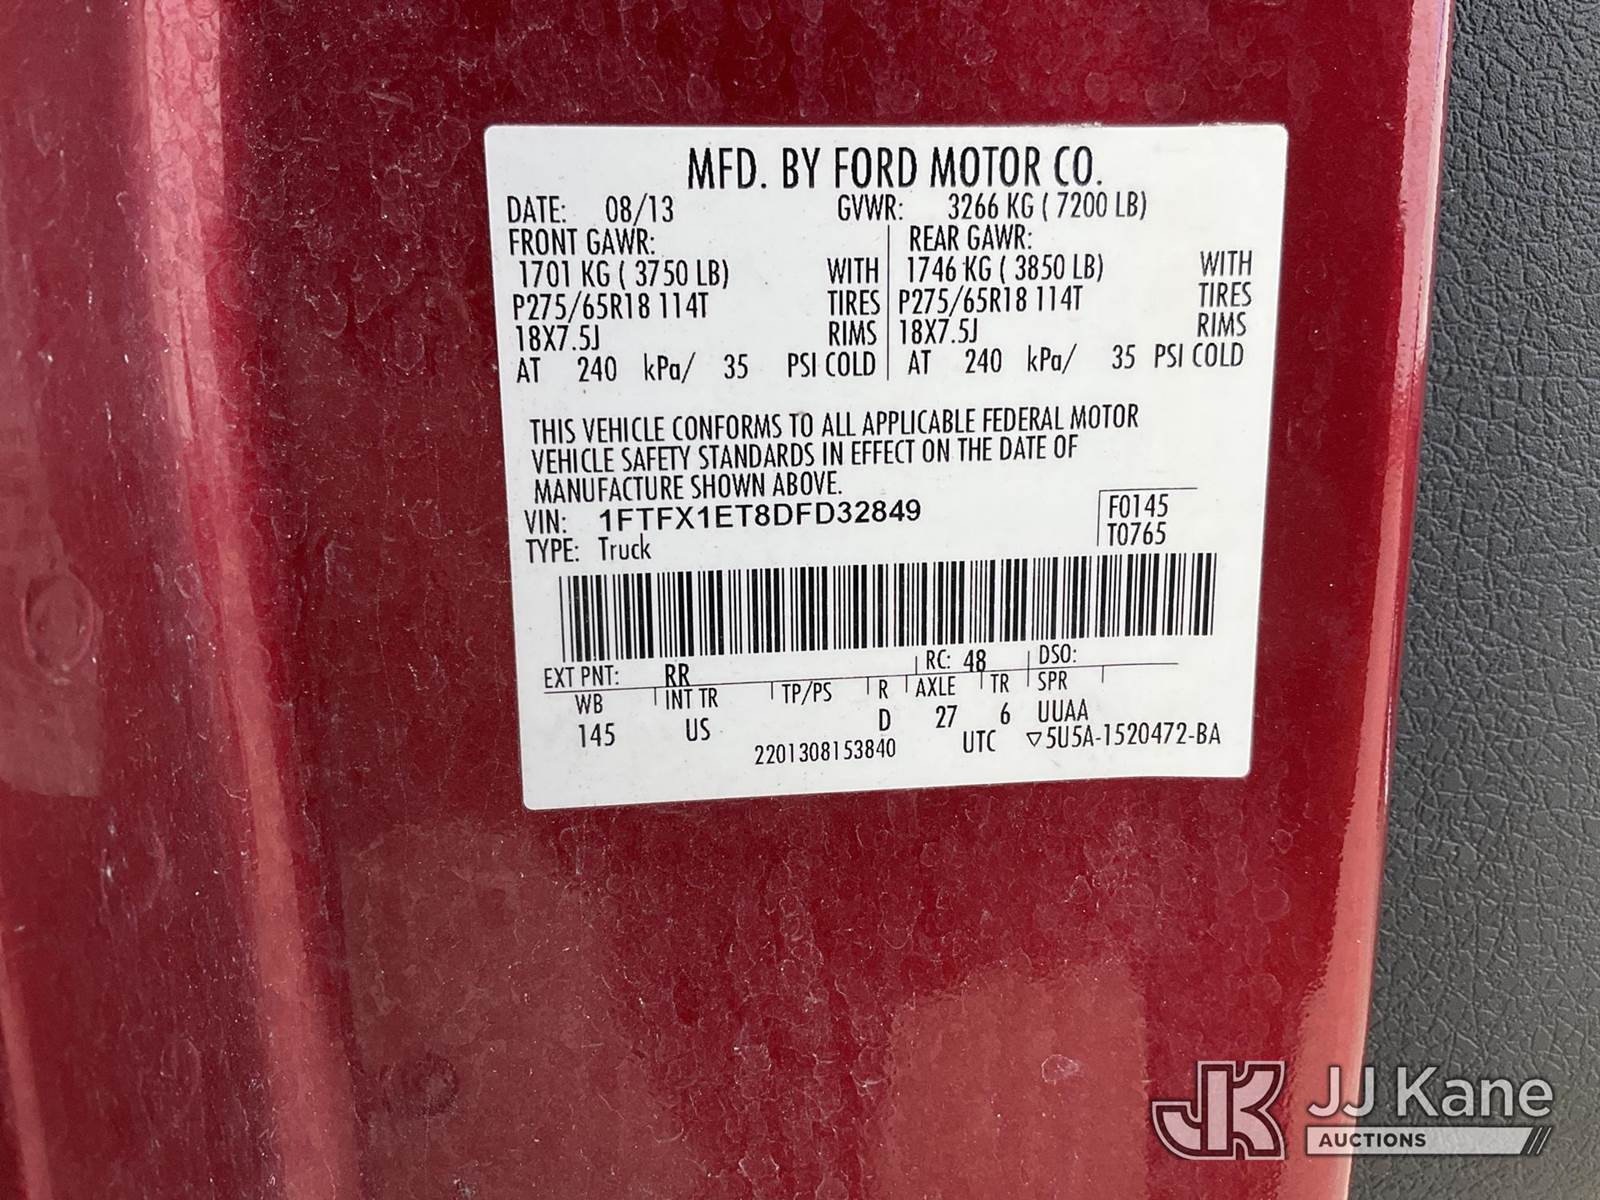 MFD. BY FORD MOTOR CO.
DATE: 08/13 GVWR: 3266 KG ( 7200 LB)
FRONT GAWR: REAR GAWR:
1701 KG ( 3750 LB) WITH 1746 KG ( 3850 LB) WITH
P275/65R18 114T TIRES P275/65R18 114T TIRES
18X7.5J RIMS 18X7.5J RIMS
AT 240 kPa/ 35 PSI COLD AT 240 kPa/ 35 PSI COLD
THIS VEHICLE CONFORMS TO ALL APPLICABLE FEDERAL MOTOR
VEHICLE SAFETY STANDARDS IN EFFECT ON THE DATE OF
MANUFACTURE SHOWN ABOVE.
VIN: 1FTFX1ET8DFD32849 F0145
TYPE: Truck T0765
EXT PNT: RR RC: 48 DSO:
WB INT TR TP/PS R AXLE TR SPR
145 US D 27 6 UUAA
2201308153840 UTC ▽5U5A-1520472-BA
JK JJ Kane
AUCTIONS